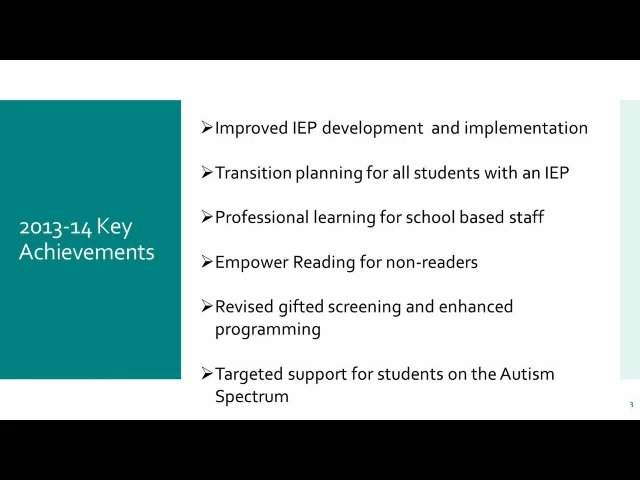 2013-14 Key
Achievements
➢Improved IEP development and implementation
➢Transition planning for all students with an IEP
➢Professional learning for school based staff
➢Empower Reading for non-readers
➢Revised gifted screening and enhanced
programming
➢Targeted support for students on the Autism
Spectrum
3